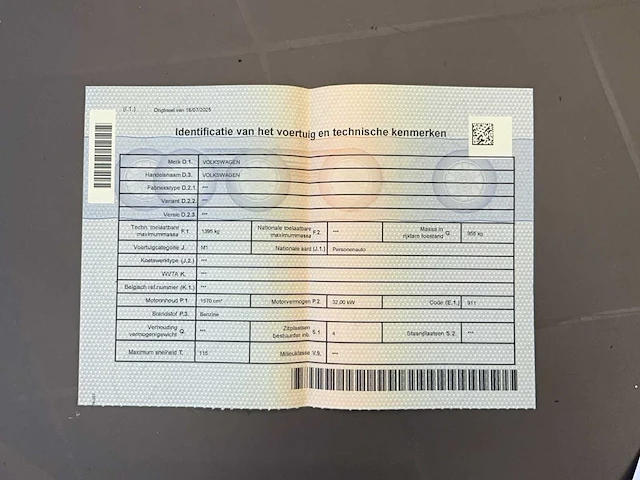 (I.1.) Origineel van 16/07/2025
Identificatie van het voertuig en technische kenmerken
Merk D.1. VOLKSWAGEN
Handelsnaam D.3. VOLKSWAGEN
Fabriekstype D.2.1. ---
Variant D.2.2. ---
Versie D.2.3. ---
Techn. toelaatbare maximummassa F.1. 1395 kg Nationale toelaatbare maximummassa F.2. --- Massa in rijklare toestand G. 955 kg
Voertuigcategorie J. M1 Nationale aard (J.1.) Personenauto
Koetswerktype (J.2.) ---
WVTA K. ---
Belgisch ref.nummer (K.1.) ---
Motorinhoud P.1. 1570 cm³ Motorvermogen P.2. 32,00 kW Code (E.1.) 911
Brandstof P.3. Benzine
Verhouding vermogen/gewicht Q. --- Zitplaatsen bestuurder inb. S.1. 4 Staanplaatsen S.2. ---
Maximum snelheid T. 115 Milieuklasse V.9. ---